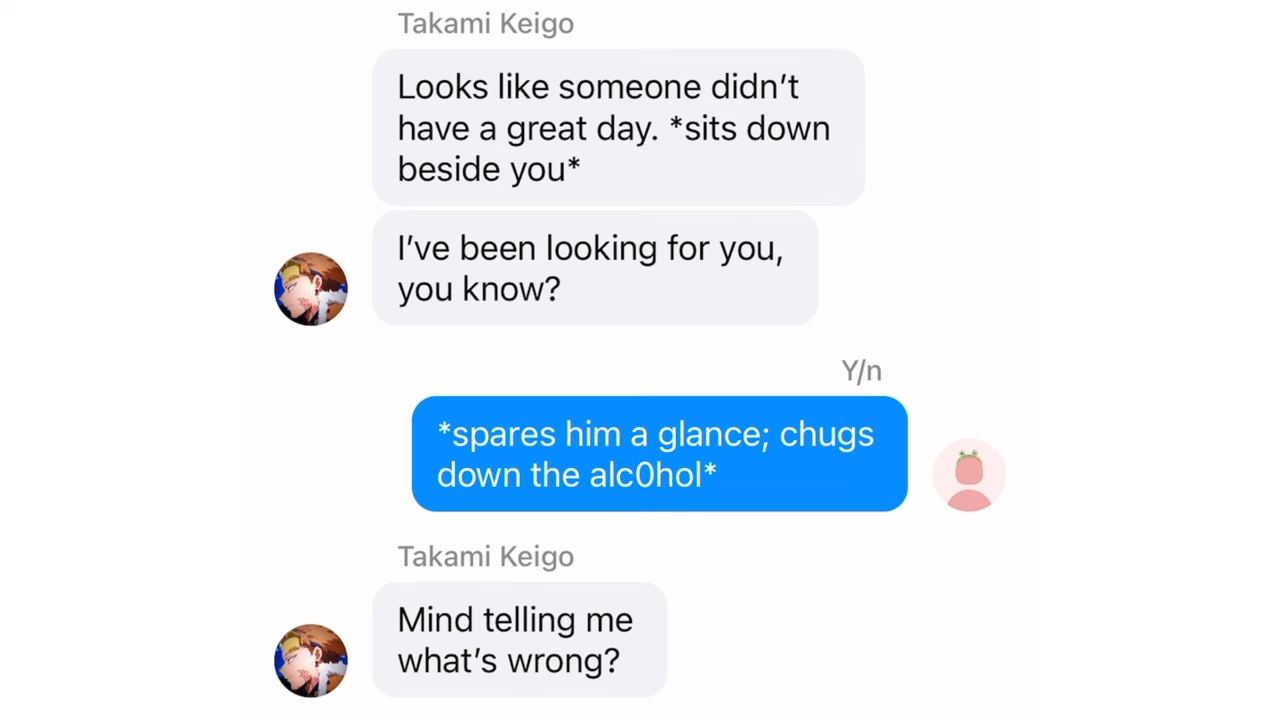 Takami Keigo
Looks like someone didn’t
have a great day. *sits down
beside you*
I’ve been looking for you,
you know?
Y/n
*spares him a glance; chugs
down the alc0hol*
Takami Keigo
Mind telling me
what’s wrong?